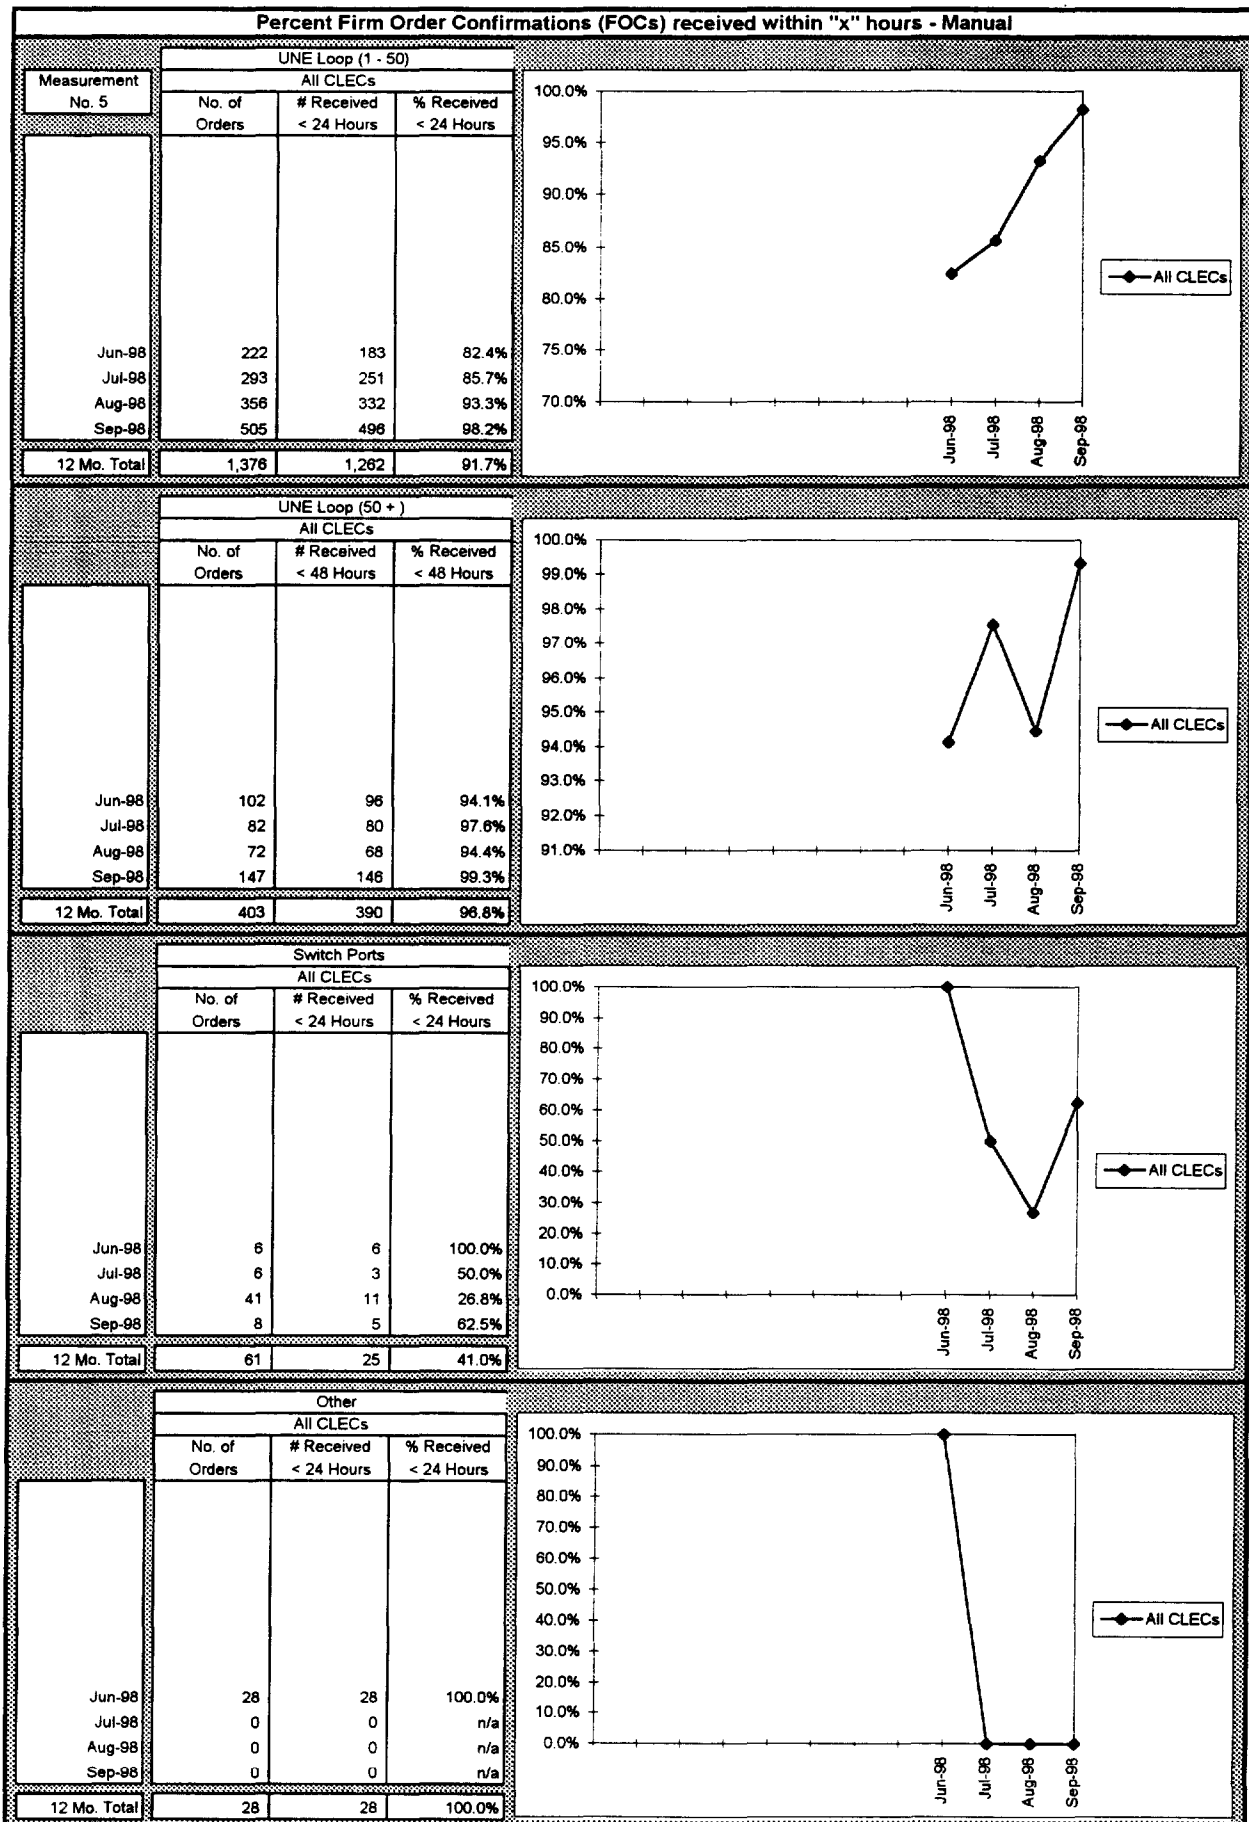 Percent Firm Order Confirmations (FOCs) received within "x" hours - Manual
UNE Loop (1 - 50)
Measurement No. 5
All CLECs
No. of Orders # Received < 24 Hours % Received < 24 Hours
Jun-98 222 183 82.4%
Jul-98 293 251 85.7%
Aug-98 356 332 93.3%
Sep-98 505 496 98.2%
12 Mo. Total 1,376 1,262 91.7%
100.0%
95.0%
90.0%
85.0%
80.0%
75.0%
70.0%
Jun-98 Jul-98 Aug-98 Sep-98
All CLECs
UNE Loop (50 + )
All CLECs
No. of Orders # Received < 48 Hours % Received < 48 Hours
Jun-98 102 96 94.1%
Jul-98 82 80 97.6%
Aug-98 72 68 94.4%
Sep-98 147 146 99.3%
12 Mo. Total 403 390 96.8%
100.0%
99.0%
98.0%
97.0%
96.0%
95.0%
94.0%
93.0%
92.0%
91.0%
Jun-98 Jul-98 Aug-98 Sep-98
All CLECs
Switch Ports
All CLECs
No. of Orders # Received < 24 Hours % Received < 24 Hours
Jun-98 6 6 100.0%
Jul-98 6 3 50.0%
Aug-98 41 11 26.8%
Sep-98 8 5 62.5%
12 Mo. Total 61 25 41.0%
100.0%
90.0%
80.0%
70.0%
60.0%
50.0%
40.0%
30.0%
20.0%
10.0%
0.0%
Jun-98 Jul-98 Aug-98 Sep-98
All CLECs
Other
All CLECs
No. of Orders # Received < 24 Hours % Received < 24 Hours
Jun-98 28 28 100.0%
Jul-98 0 0 n/a
Aug-98 0 0 n/a
Sep-98 0 0 n/a
12 Mo. Total 28 28 100.0%
100.0%
90.0%
80.0%
70.0%
60.0%
50.0%
40.0%
30.0%
20.0%
10.0%
0.0%
Jun-98 Jul-98 Aug-98 Sep-98
All CLECs